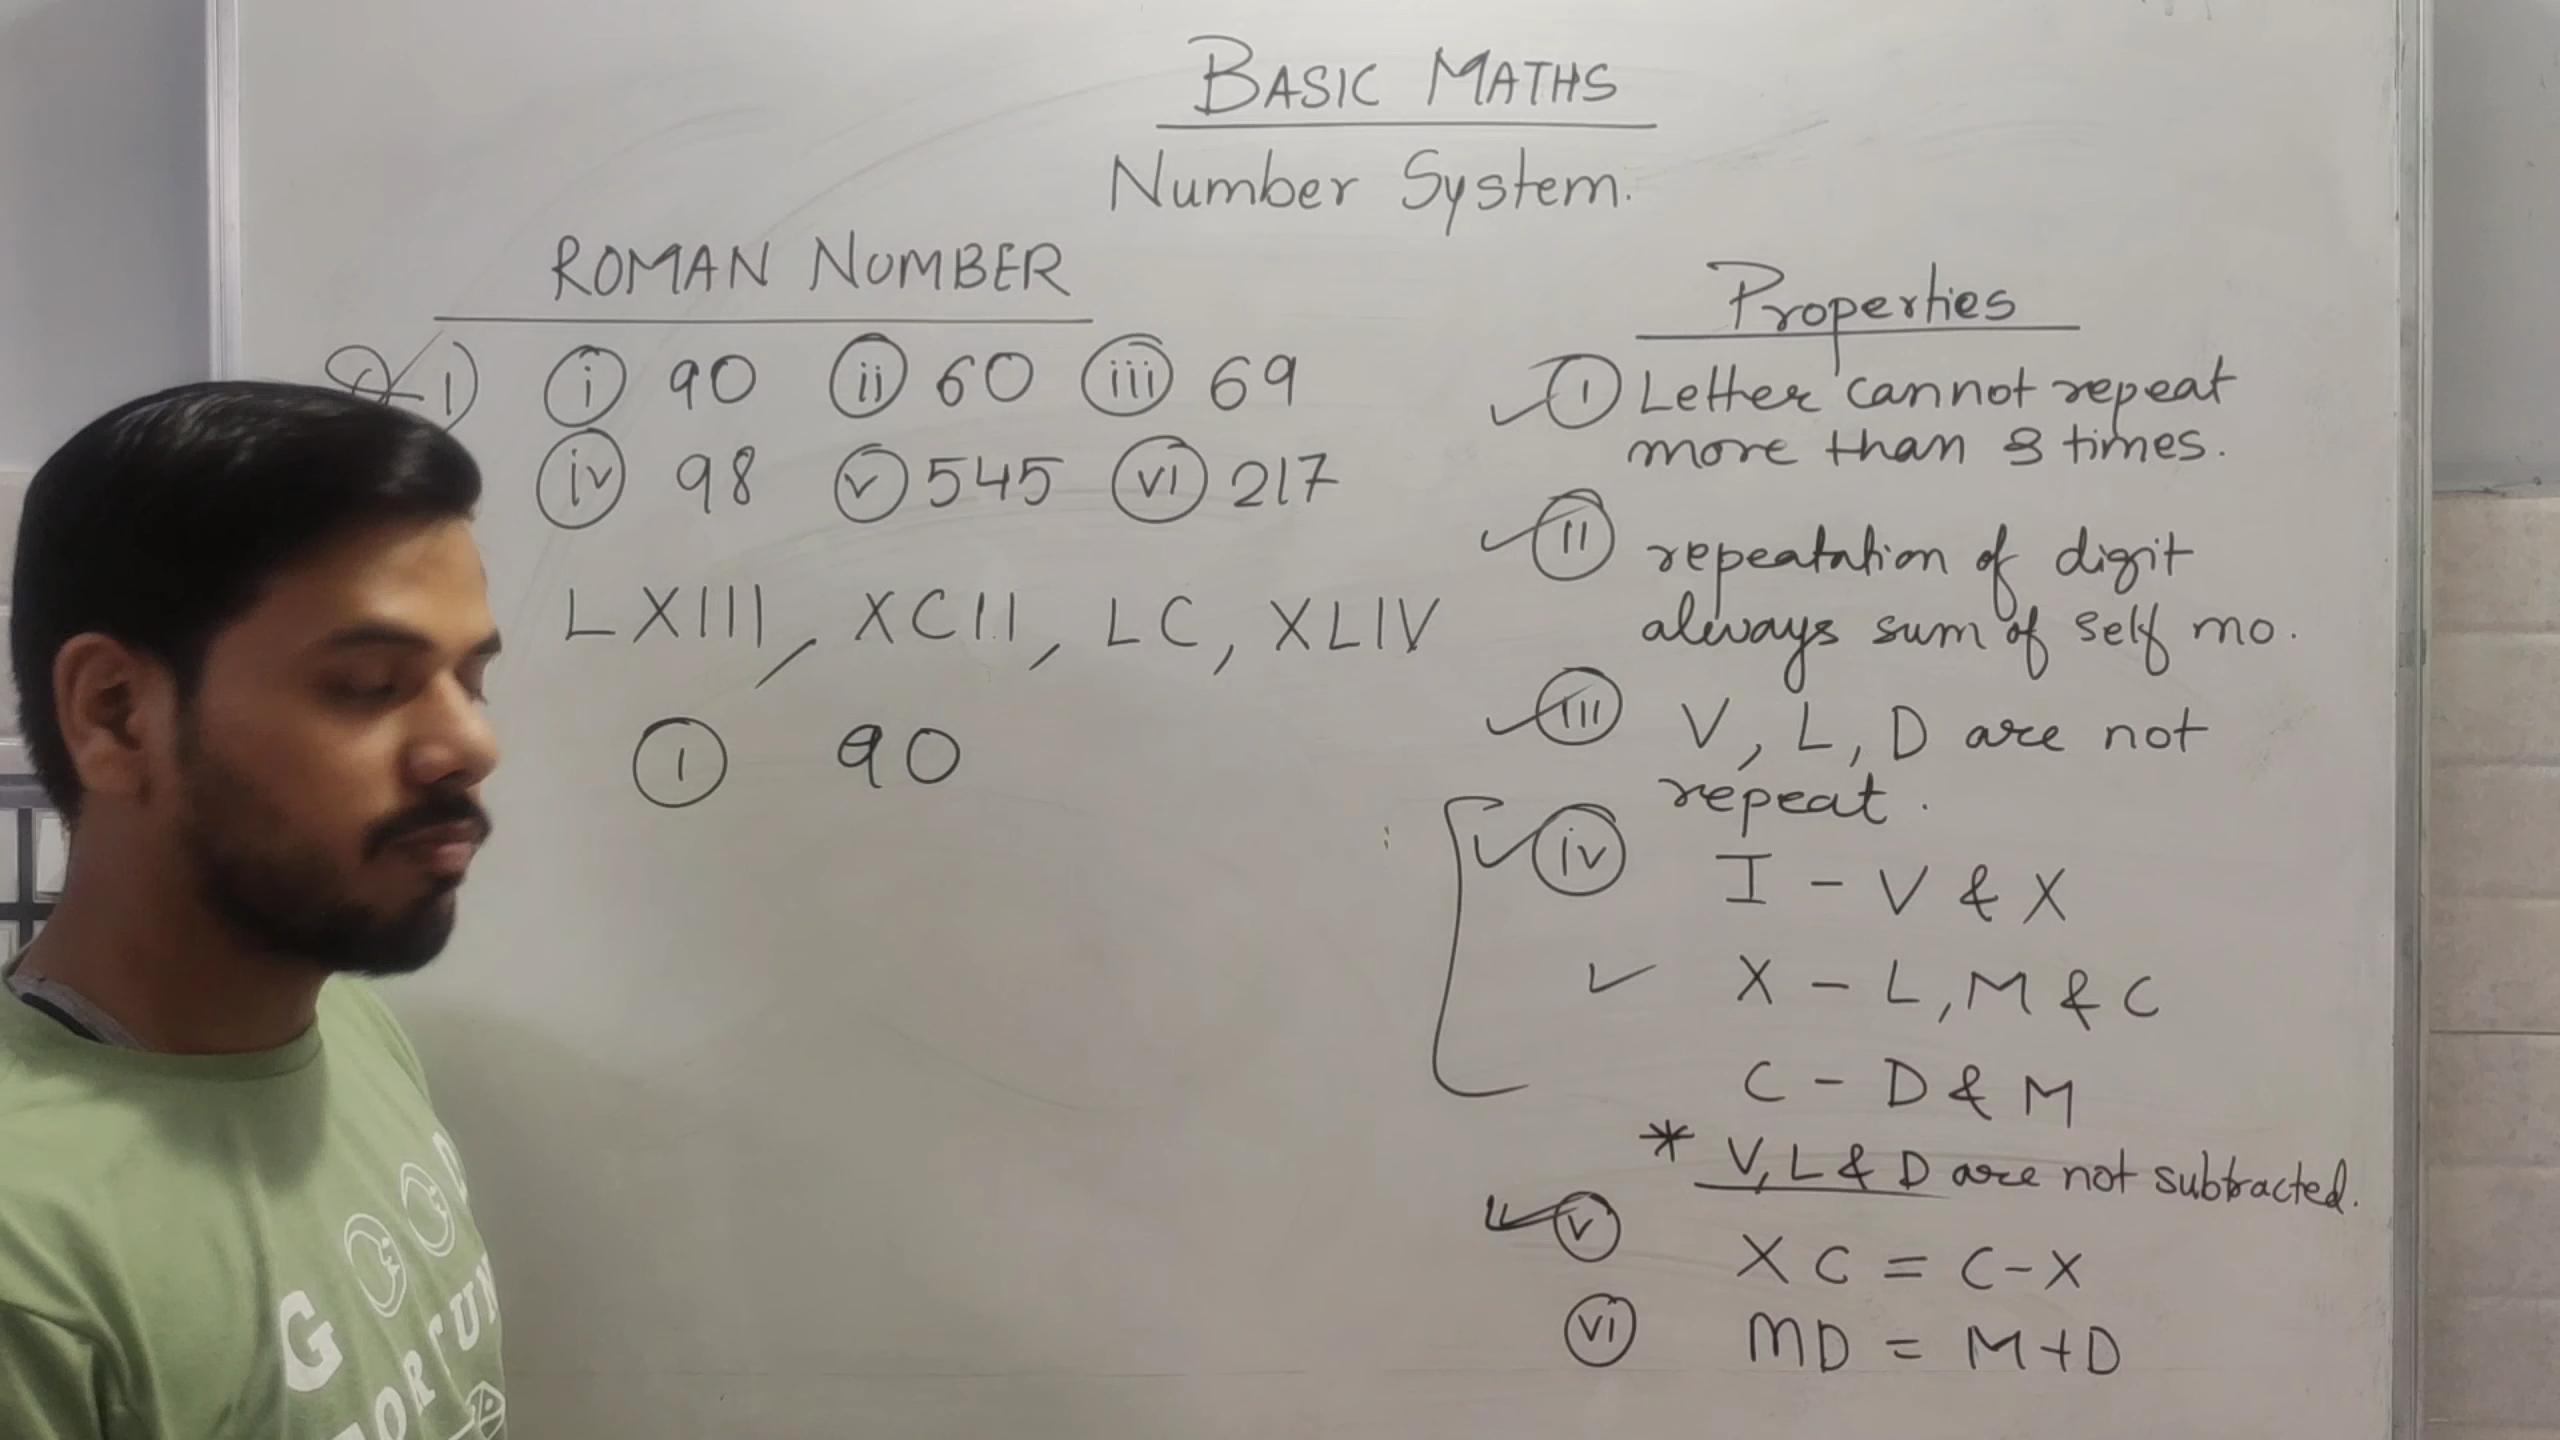 BASIC MATHS
Number System.
ROMAN NUMBER
1) i 90 ii 60 iii 69
iv 98 v 545 vi 217
LXIII, XCII, LC, XLIV
1 90
Properties
I Letter cannot repeat
more than 3 times.
II repeatation of digit
always sum of self mo.
III V, L, D are not
repeat.
iv I - V & X
X - L, M & C
C - D & M
* V, L & D are not subtracted.
v XC = C-X
vi MD = M+D
G